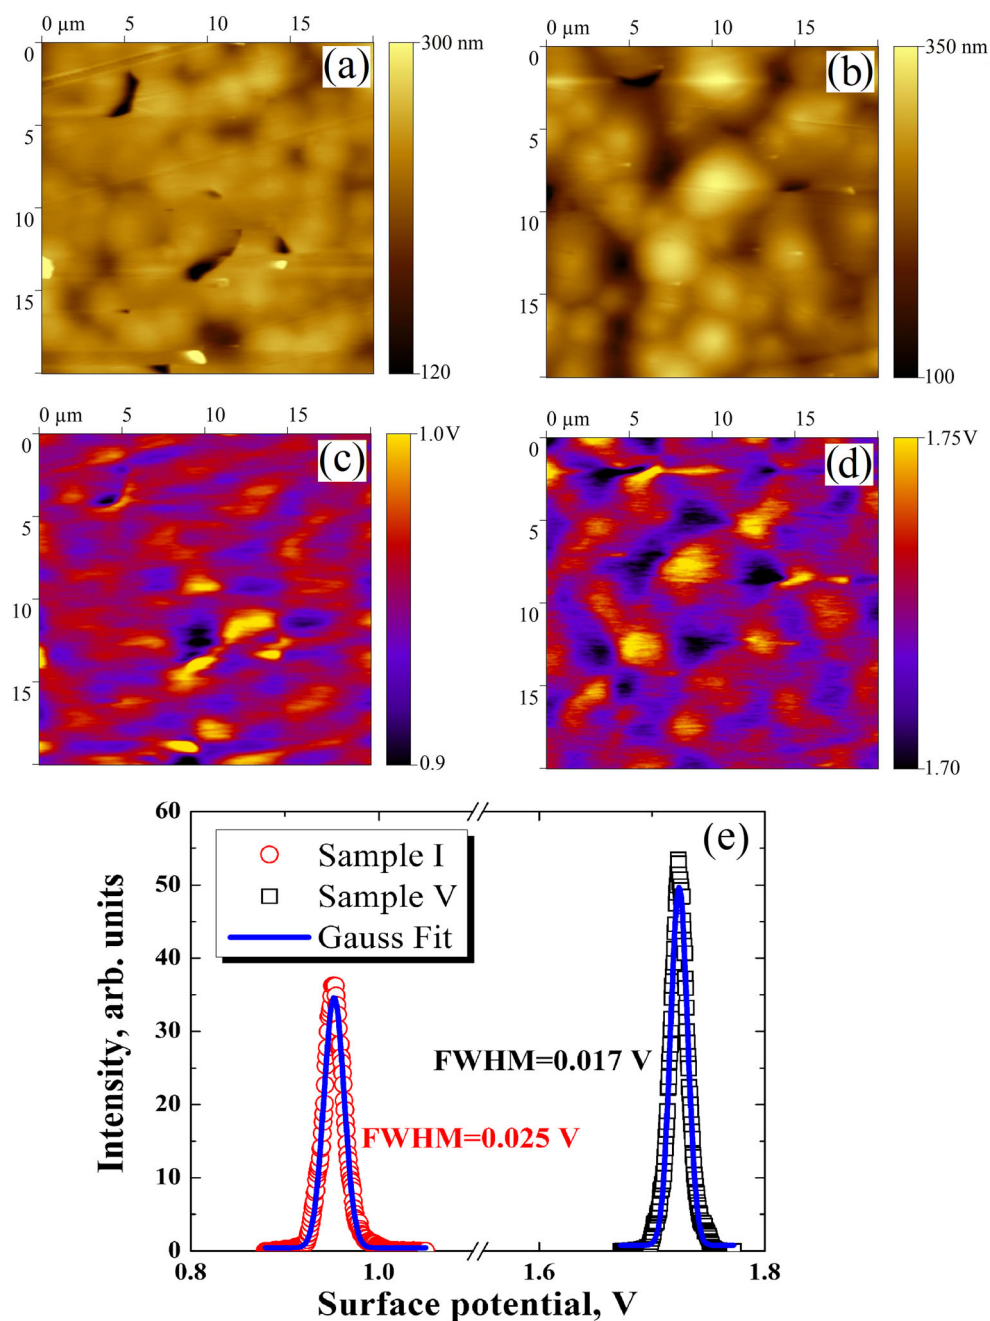 0 µm 5 10 15
0 µm 5 10 15
0
5
10
15
(a)
300 nm
120
0
5
10
15
(b)
350 nm
100
0 µm 5 10 15
0 µm 5 10 15
0
5
10
15
(c)
1.0V
0.9
0
5
10
15
(d)
1.75V
1.70
60
50
40
30
20
10
0
Intensity, arb. units
(e)
Sample I
Sample V
Gauss Fit
FWHM=0.017 V
FWHM=0.025 V
0.8 1.0 1.6 1.8
Surface potential, V